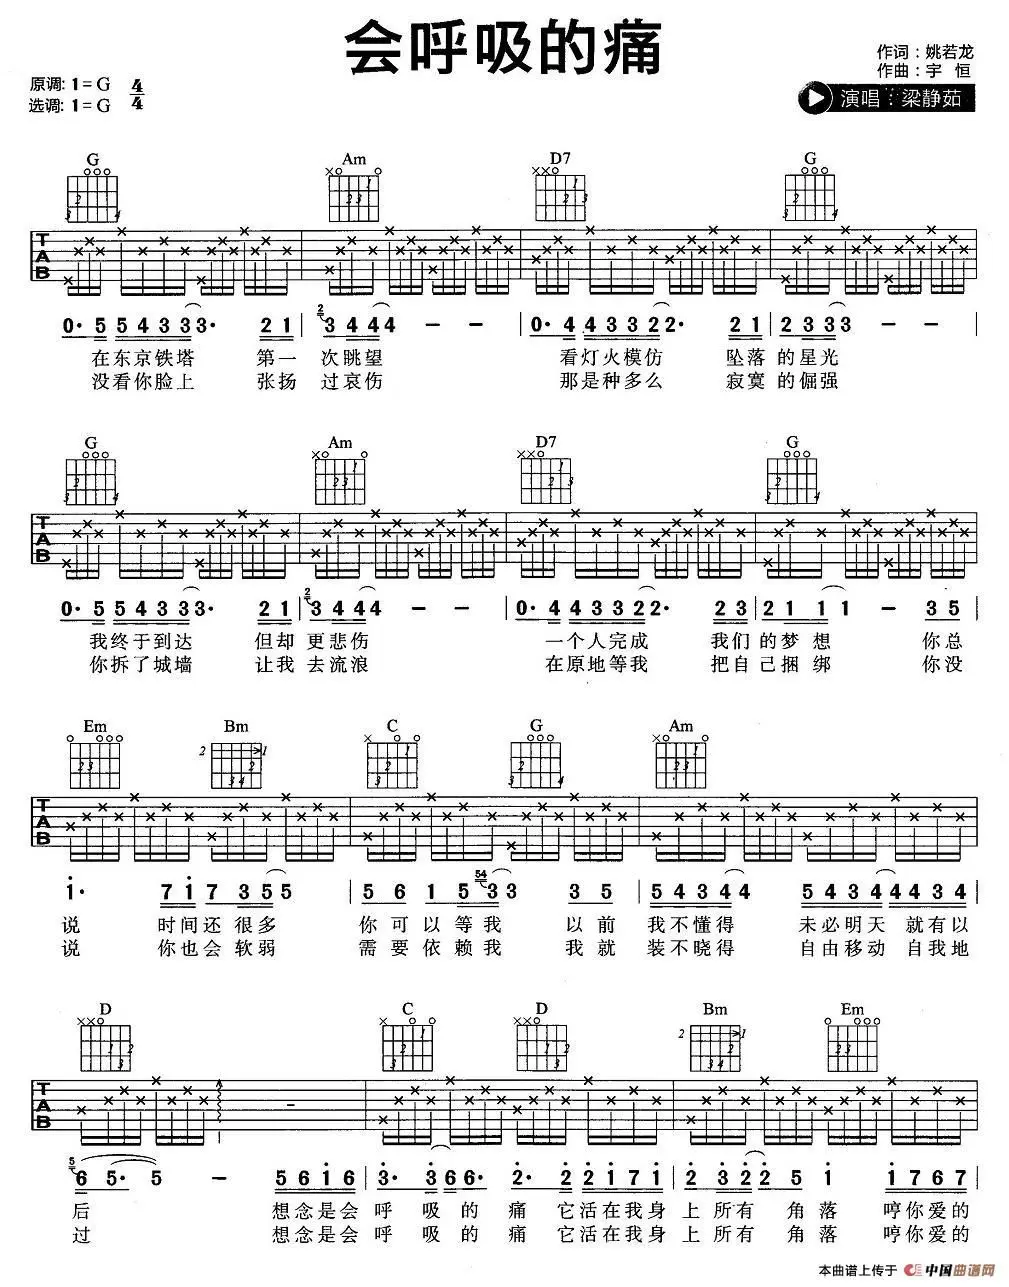 会呼吸的痛
作词：姚若龙
作曲：宇 恒
演唱：梁静茹
原调: 1 = G 4/4
选调: 1 = G
G Am D7 G
TAB
0· 5 5 4 3 3 3· 2 1 2 3 4 4 4 - - 0· 4 4 3 3 2 2· 2 1 2 3 3 3 - -
在东京铁塔 第一 次眺望 看灯火模仿 坠落 的星光
没看你脸上 张扬 过哀伤 那是种多么 寂寞 的倔强
G Am D7 G
TAB
0· 5 5 4 3 3 3· 2 1 2 3 4 4 4 - - 0· 4 4 3 3 2 2· 2 3 2 1 1 1 - 3 5
我终于到达 但却 更悲伤 一个人完成 我们 的梦想 你总
你拆了城墙 让我 去流浪 在原地等我 把自 己捆绑 你没
Em Bm C G Am
TAB
1· 7 1 7 3 5 5 5 6 1 5 54 3 3 3 5 5 4 3 4 4 4 4 3 4 4 3 4
说 时间还很多 你可以等我 以前 我不懂得 未必明天 就有以
说 你也会软弱 需要依赖我 我就 装不晓得 自由移动 自我地
D C D Bm Em
TAB
5 6 5· 5 - 5 6 1 6 3· 3 6 6· 2· 2 2 1 7 1 2 2 3 2 2 5 1 1 7 6 7
后 想念是会 呼 吸的 痛 它活在我身 上所有 角落 哼你爱的
过 想念是会 呼 吸的 痛 它活在我身 上所有 角落 哼你爱的
本曲谱上传于 中国曲谱网